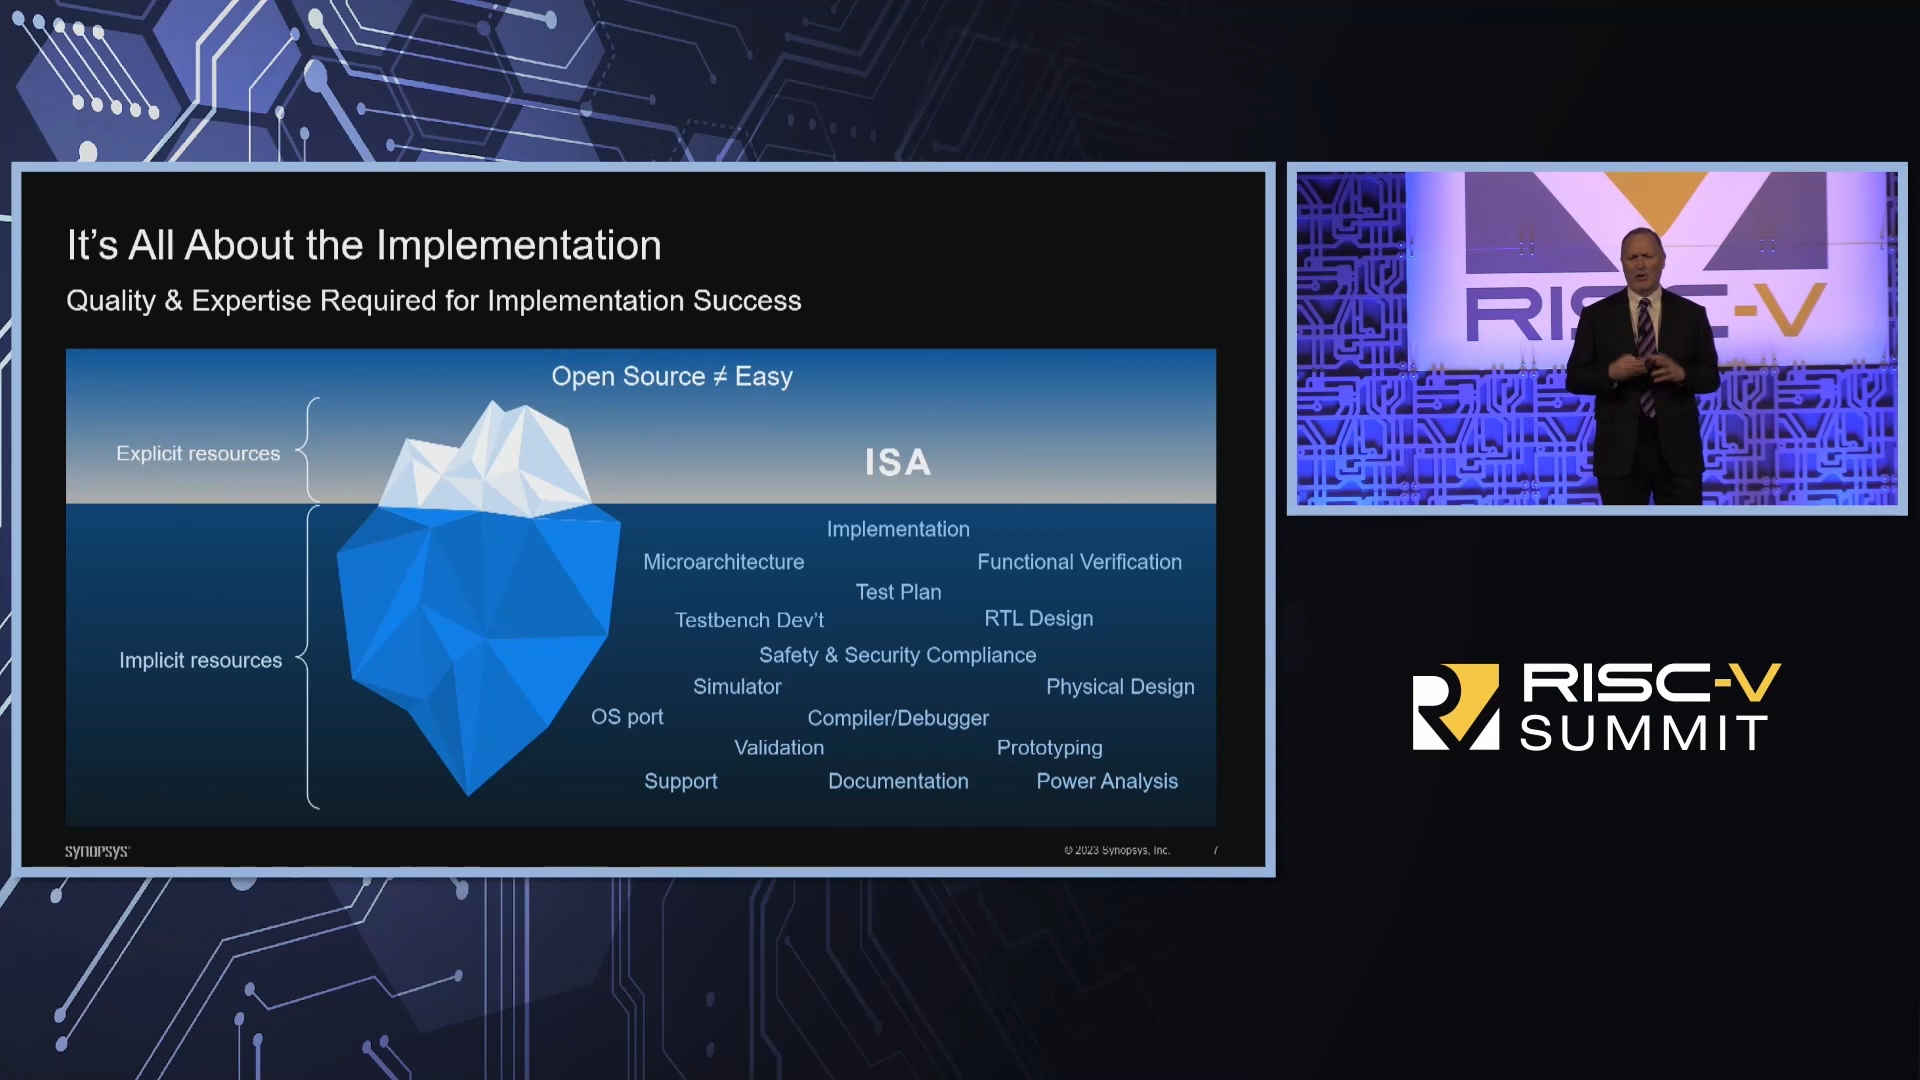 It's All About the Implementation
Quality & Expertise Required for Implementation Success
Open Source ≠ Easy
Explicit resources
ISA
Implementation
Microarchitecture
Functional Verification
Test Plan
Testbench Dev't
RTL Design
Safety & Security Compliance
Implicit resources
Simulator
Physical Design
OS port
Compiler/Debugger
Validation
Prototyping
Support
Documentation
Power Analysis
SYNOPSYS
© 2023 Synopsys, Inc.
7
RISC-V
RISC-V
SUMMIT